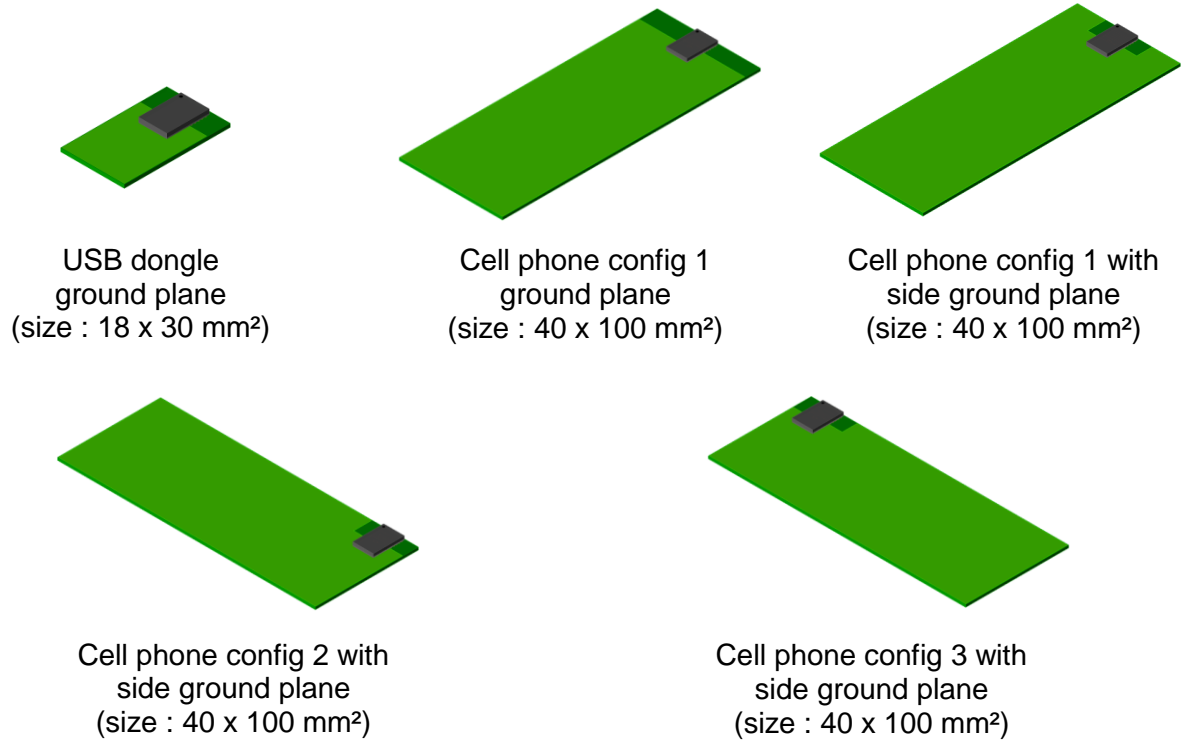 USB dongle
ground plane
(size : 18 x 30 mm²)
Cell phone config 1
ground plane
(size : 40 x 100 mm²)
Cell phone config 1 with
side ground plane
(size : 40 x 100 mm²)
Cell phone config 2 with
side ground plane
(size : 40 x 100 mm²)
Cell phone config 3 with
side ground plane
(size : 40 x 100 mm²)